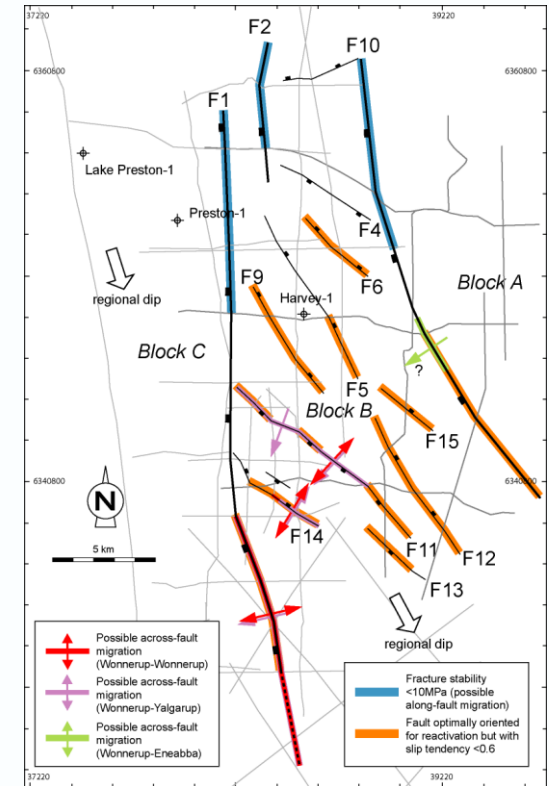 37220
39220
F2
F10
6360800
6360800
F1
Lake Preston-1
Preston-1
F4
F6
regional dip
F9
Block A
Harvey-1
Block C
?
F5
Block B
F15
6340800
6340800
N
F14
F11
F12
5 km
F13
regional dip
Possible across-fault
migration
(Wonnerup-Wonnerup)
Possible across-fault
migration
(Wonnerup-Yalgarup)
Possible across-fault
migration
(Wonnerup-Eneabba)
Fracture stability
<10MPa (possible
along-fault migration)
Fault optimally oriented
for reactivation but with
slip tendency <0.6
37220
39220